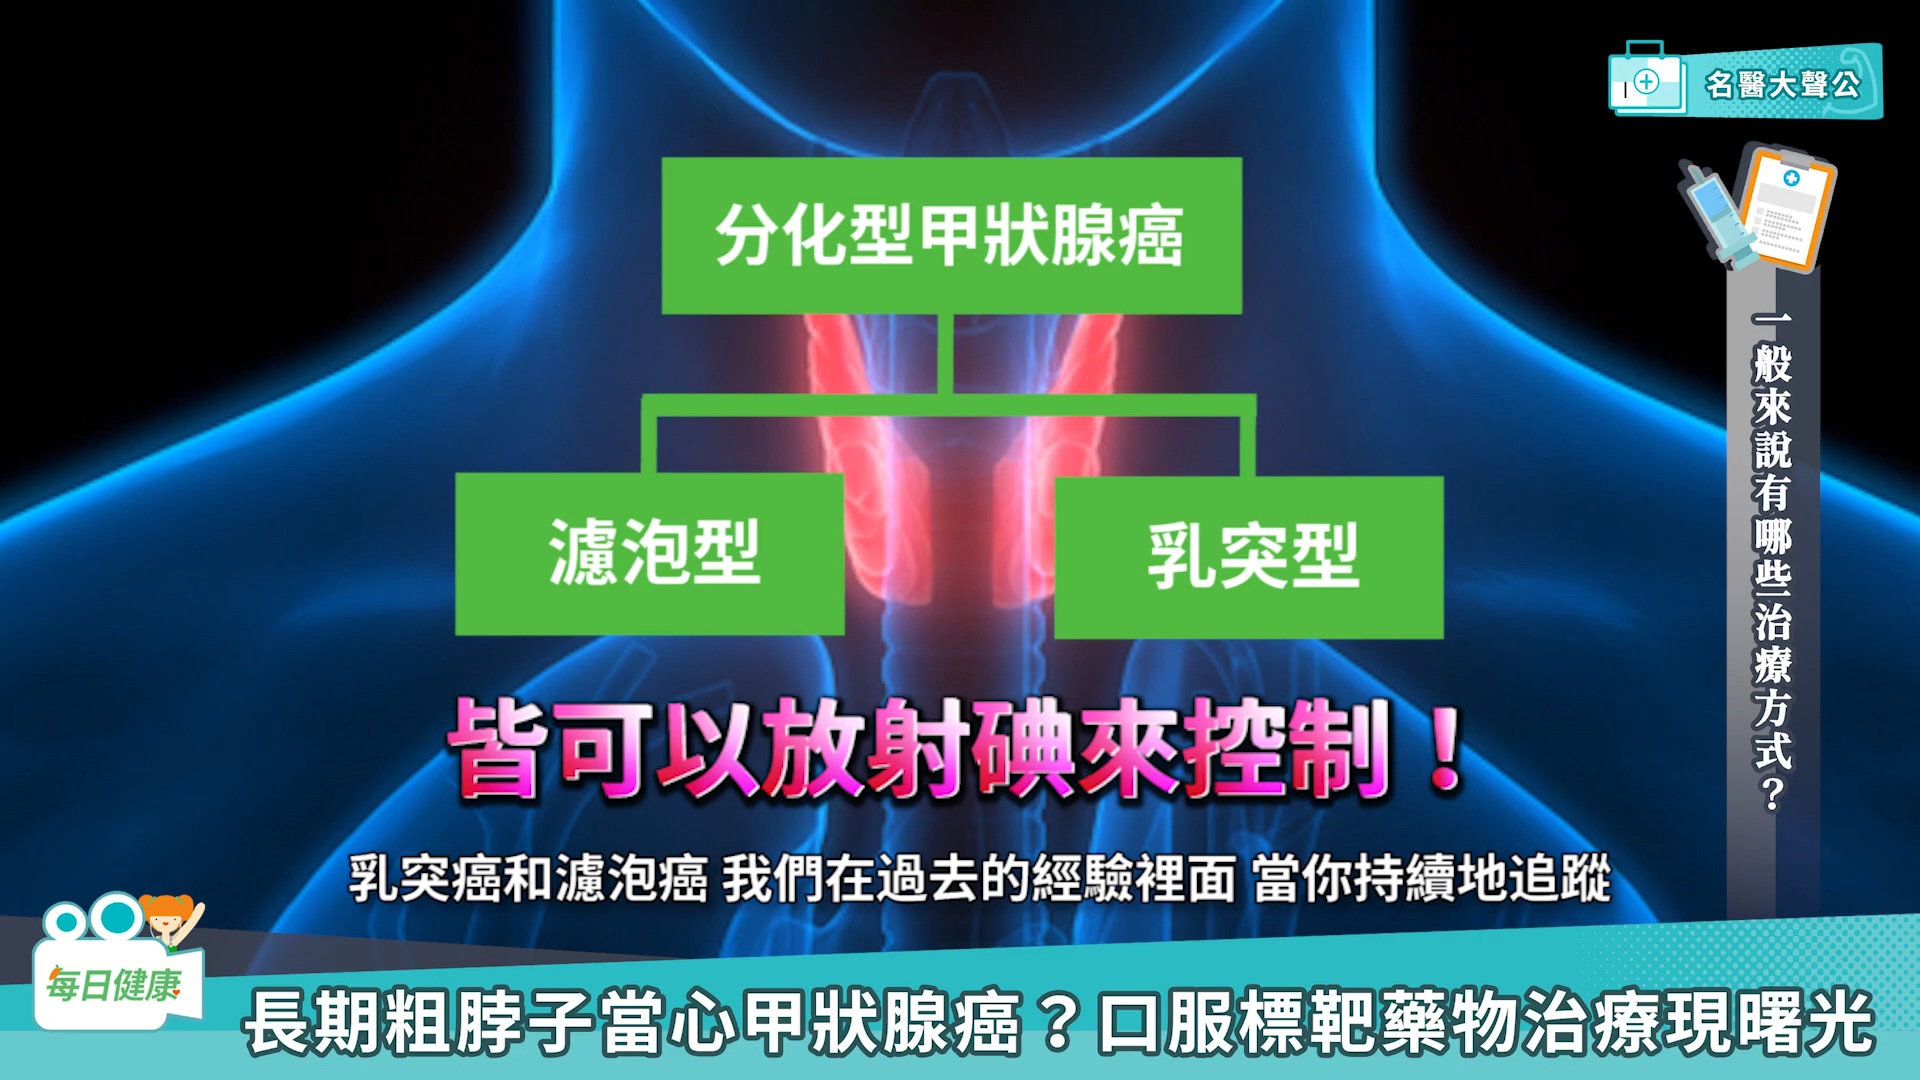 名醫大聲公
分化型甲狀腺癌
濾泡型
乳突型
皆可以放射碘來控制！
一般來說有哪些治療方式？
乳突癌和濾泡癌 我們在過去的經驗裡面 當你持續地追蹤
每日健康
長期粗脖子當心甲狀腺癌？口服標靶藥物治療現曙光